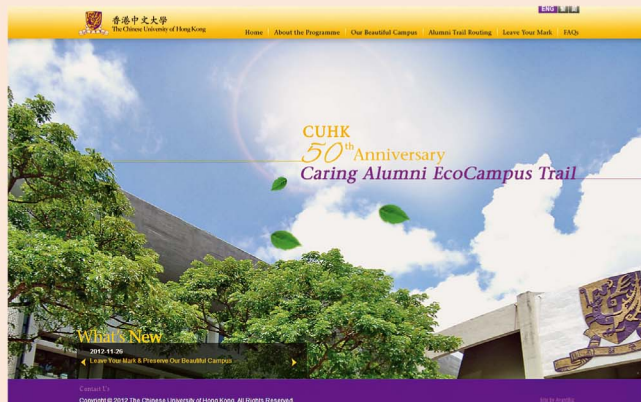 ENG 繁 简
香港中文大學
The Chinese University of Hong Kong
Home About the Programme Our Beautiful Campus Alumni Trail Routing Leave Your Mark FAQs
CUHK
50th Anniversary
Caring Alumni EcoCampus Trail
What's New
2012-11-26
Leave Your Mark & Preserve Our Beautiful Campus
Contact Us
Copyright © 2012 The Chinese University of Hong Kong. All Rights Reserved.